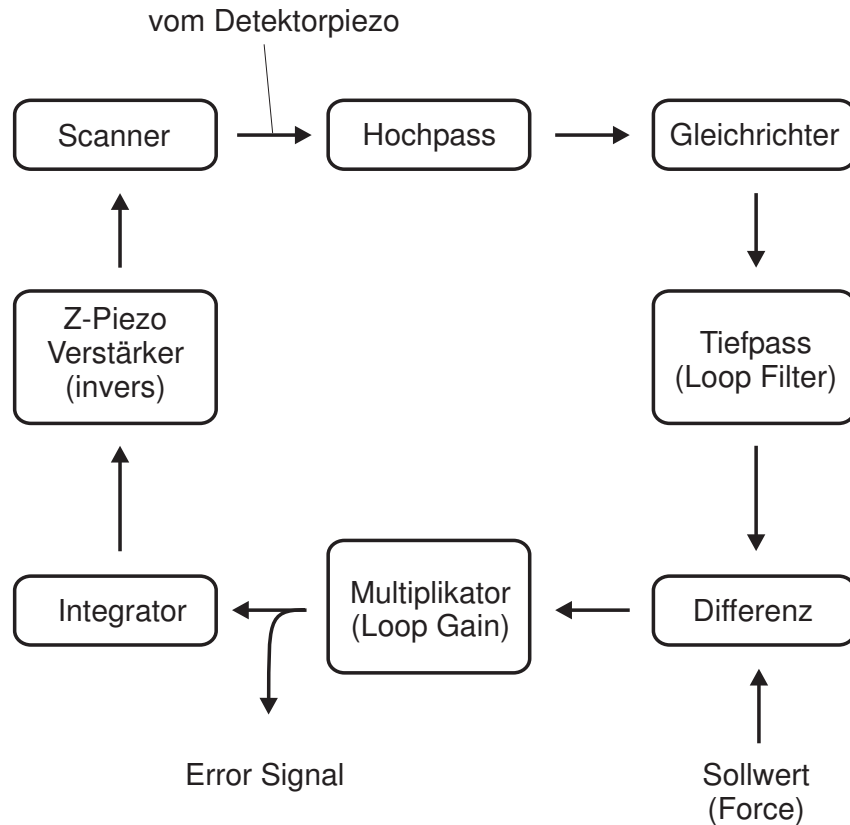 vom Detektorpiezo
Scanner
Hochpass
Gleichrichter
Z-Piezo
Verstärker
(invers)
Tiefpass
(Loop Filter)
Integrator
Multiplikator
(Loop Gain)
Differenz
Error Signal
Sollwert
(Force)